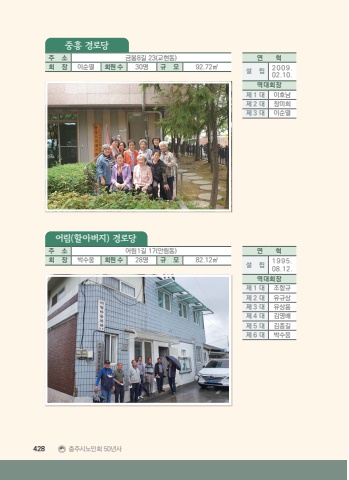 중흥 경로당
주 소 금봉8길 23(교현동)
회 장 이순열 회원수 30명 규 모 92.72㎡
연 혁
설 립 2009. 02.10.
역대회장
제1대 이호남
제2대 장미희
제3대 이순열
어림(할아버지) 경로당
주 소 어림1길 17(안림동)
회 장 박수웅 회원수 28명 규 모 82.12㎡
연 혁
설 립 1995. 08.12.
역대회장
제1대 조항규
제2대 유규상
제3대 유상용
제4대 김영배
제5대 김종길
제6대 박수웅
428 충주시노인회 50년사